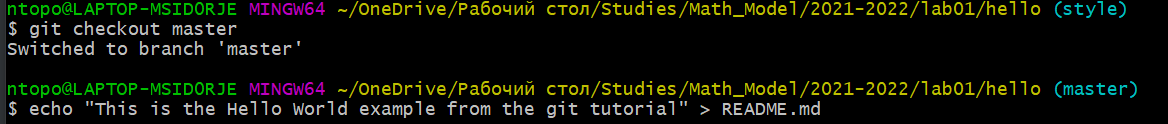 ntopo@LAPTOP-MSID0RJE MINGW64 ~/OneDrive/Рабочий стол/Studies/Math_Model/2021-2022/lab01/hello (style)
$ git checkout master
Switched to branch 'master'
ntopo@LAPTOP-MSID0RJE MINGW64 ~/OneDrive/Рабочий стол/Studies/Math_Model/2021-2022/lab01/hello (master)
$ echo "This is the Hello World example from the git tutorial" > README.md